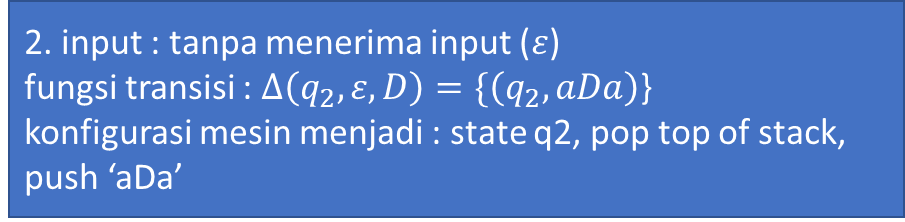 2. input : tanpa menerima input (𝜀)
fungsi transisi : Δ(𝑞₂, 𝜀, 𝐷) = {(𝑞₂, 𝑎𝐷𝑎)}
konfigurasi mesin menjadi : state q2, pop top of stack,
push ‘aDa’